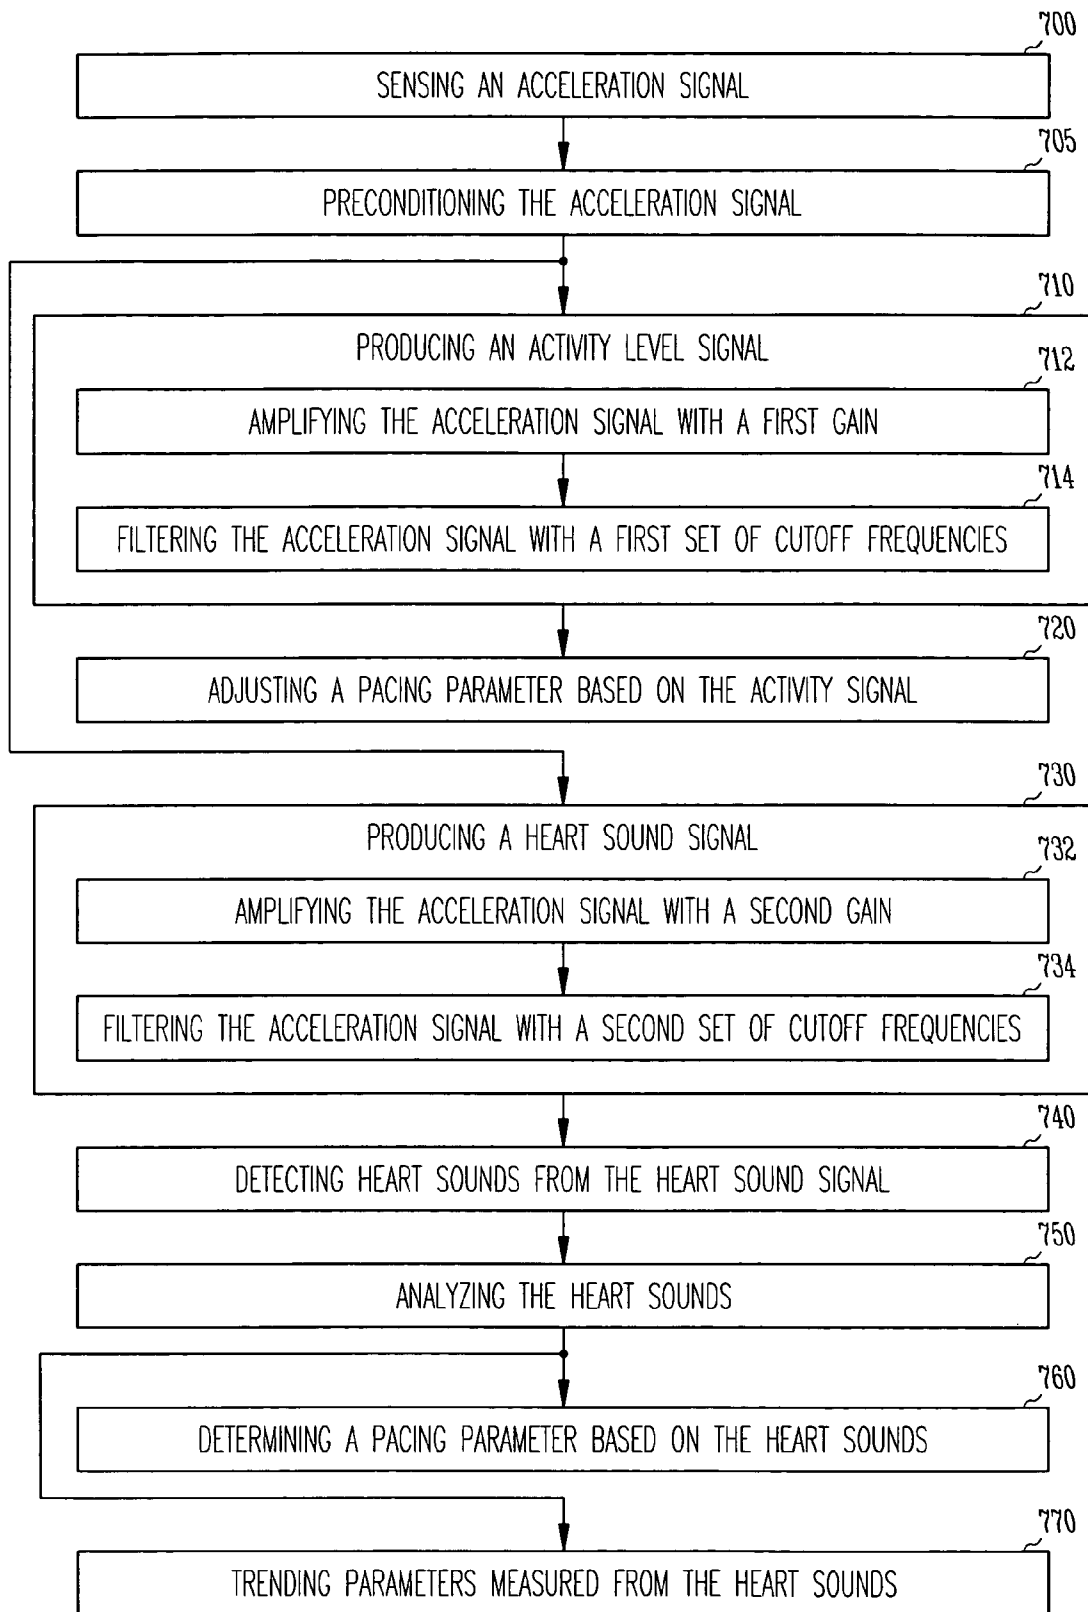 700
SENSING AN ACCELERATION SIGNAL
705
PRECONDITIONING THE ACCELERATION SIGNAL
710
PRODUCING AN ACTIVITY LEVEL SIGNAL
712
AMPLIFYING THE ACCELERATION SIGNAL WITH A FIRST GAIN
714
FILTERING THE ACCELERATION SIGNAL WITH A FIRST SET OF CUTOFF FREQUENCIES
720
ADJUSTING A PACING PARAMETER BASED ON THE ACTIVITY SIGNAL
730
PRODUCING A HEART SOUND SIGNAL
732
AMPLIFYING THE ACCELERATION SIGNAL WITH A SECOND GAIN
734
FILTERING THE ACCELERATION SIGNAL WITH A SECOND SET OF CUTOFF FREQUENCIES
740
DETECTING HEART SOUNDS FROM THE HEART SOUND SIGNAL
750
ANALYZING THE HEART SOUNDS
760
DETERMINING A PACING PARAMETER BASED ON THE HEART SOUNDS
770
TRENDING PARAMETERS MEASURED FROM THE HEART SOUNDS